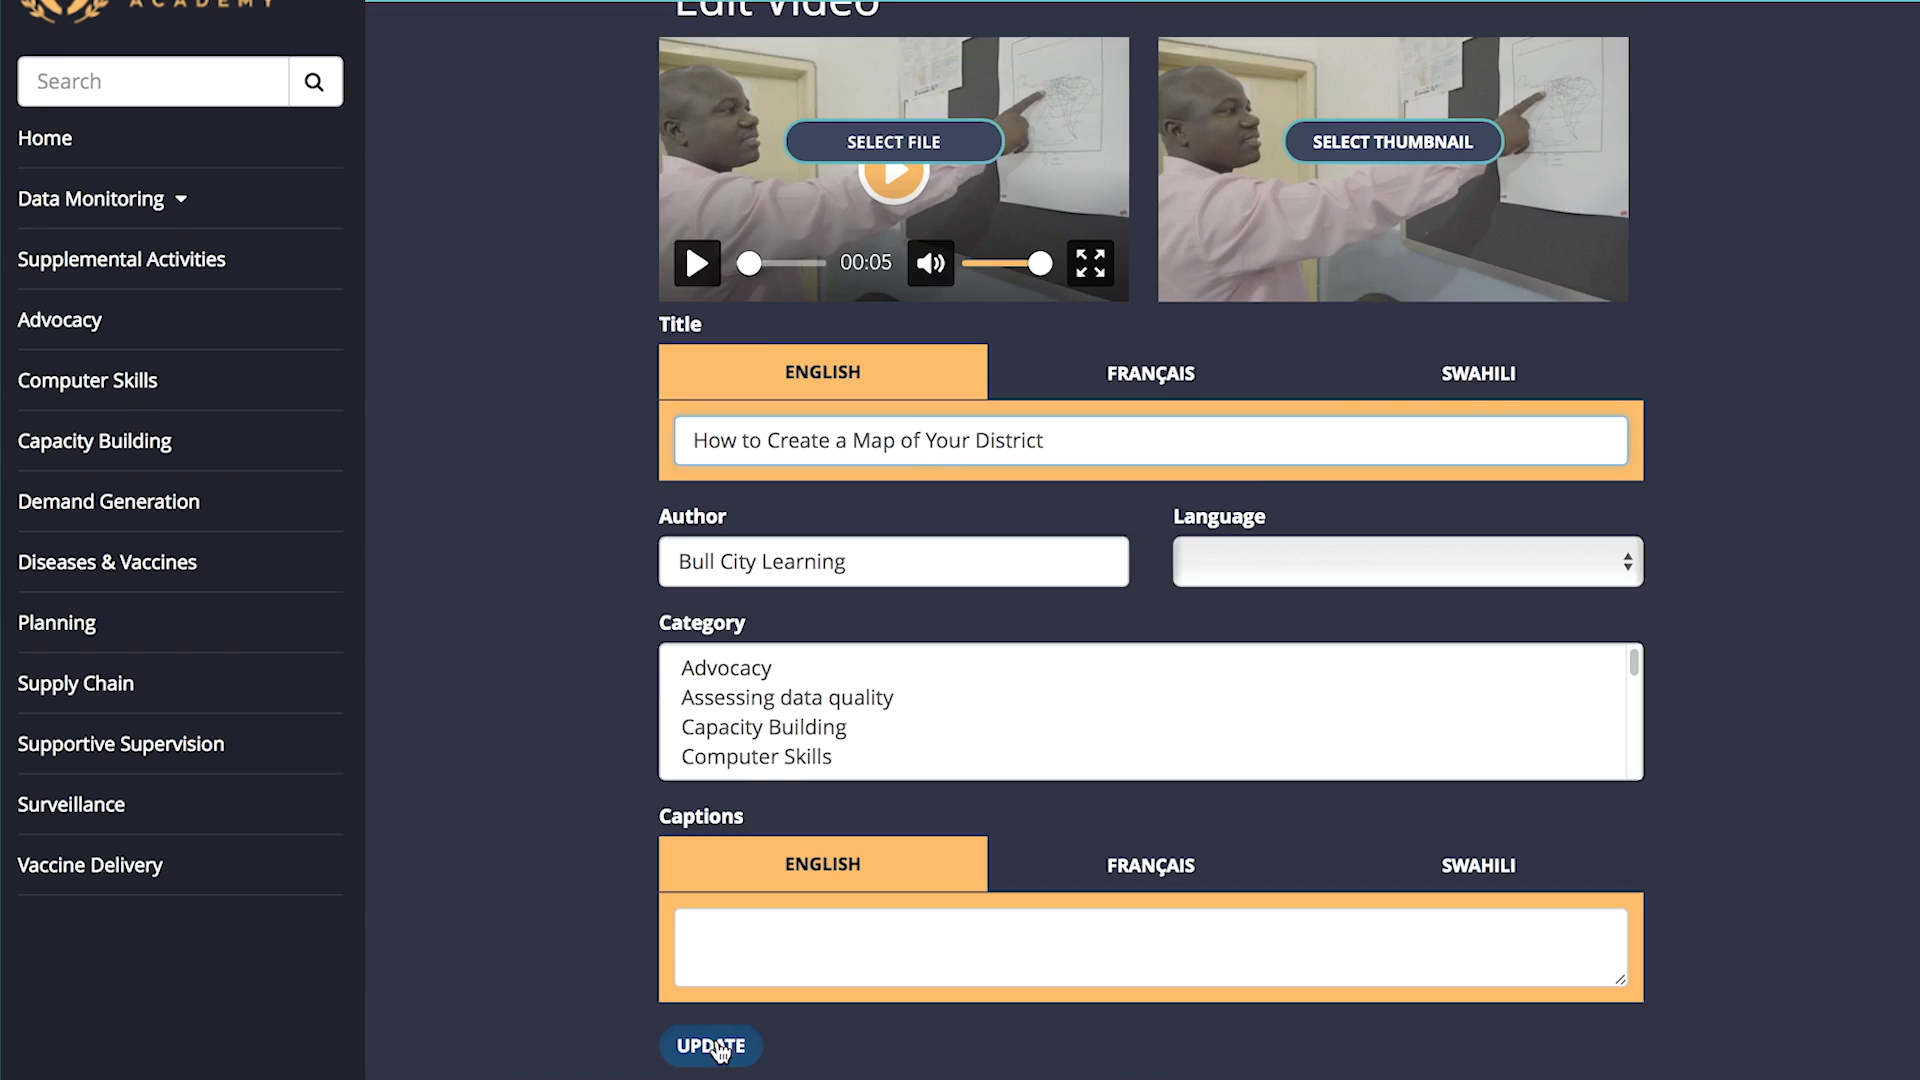 ACADEMY
Edit Video
Search
Home
Data Monitoring
Supplemental Activities
Advocacy
Computer Skills
Capacity Building
Demand Generation
Diseases & Vaccines
Planning
Supply Chain
Supportive Supervision
Surveillance
Vaccine Delivery
SELECT FILE
00:05
SELECT THUMBNAIL
Title
ENGLISH
FRANÇAIS
SWAHILI
How to Create a Map of Your District
Author
Language
Bull City Learning
Category
Advocacy
Assessing data quality
Capacity Building
Computer Skills
Captions
ENGLISH
FRANÇAIS
SWAHILI
UPDATE